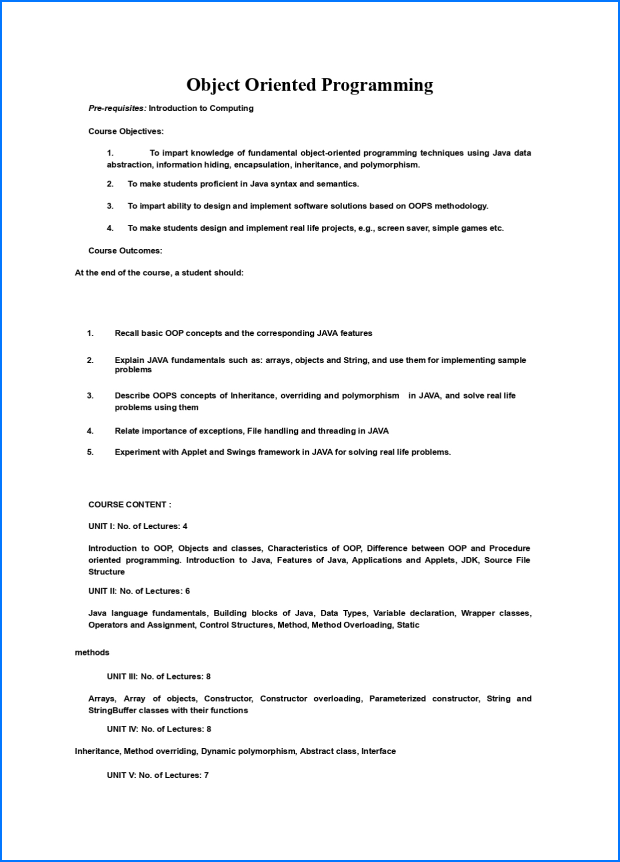 Object Oriented Programming
Pre-requisites: Introduction to Computing
Course Objectives:
1. To impart knowledge of fundamental object-oriented programming techniques using Java data
abstraction, information hiding, encapsulation, inheritance, and polymorphism.
2. To make students proficient in Java syntax and semantics.
3. To impart ability to design and implement software solutions based on OOPS methodology.
4. To make students design and implement real life projects, e.g., screen saver, simple games etc.
Course Outcomes:
At the end of the course, a student should:
1. Recall basic OOP concepts and the corresponding JAVA features
2. Explain JAVA fundamentals such as: arrays, objects and String, and use them for implementing sample
problems
3. Describe OOPS concepts of Inheritance, overriding and polymorphism in JAVA, and solve real life
problems using them
4. Relate importance of exceptions, File handling and threading in JAVA
5. Experiment with Applet and Swings framework in JAVA for solving real life problems.
COURSE CONTENT :
UNIT I: No. of Lectures: 4
Introduction to OOP, Objects and classes, Characteristics of OOP, Difference between OOP and Procedure
oriented programming. Introduction to Java, Features of Java, Applications and Applets, JDK, Source File
Structure
UNIT II: No. of Lectures: 6
Java language fundamentals, Building blocks of Java, Data Types, Variable declaration, Wrapper classes,
Operators and Assignment, Control Structures, Method, Method Overloading, Static
methods
UNIT III: No. of Lectures: 8
Arrays, Array of objects, Constructor, Constructor overloading, Parameterized constructor, String and
StringBuffer classes with their functions
UNIT IV: No. of Lectures: 8
Inheritance, Method overriding, Dynamic polymorphism, Abstract class, Interface
UNIT V: No. of Lectures: 7